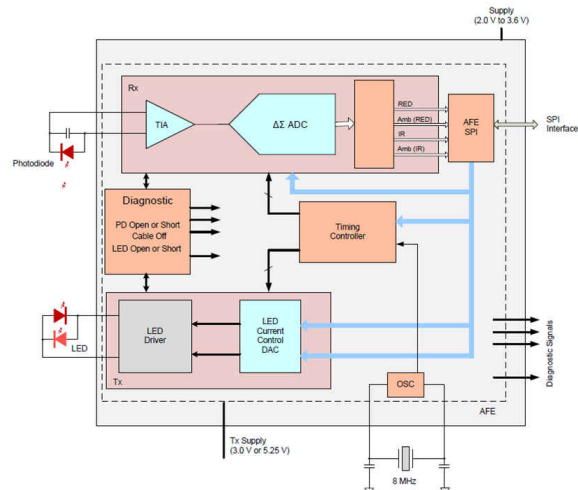 Supply
(2.0 V to 3.6 V)
Rx
TIA
ΔΣ ADC
RED
Amb (RED)
IR
Amb (IR)
AFE
SPI
SPI
Interface
Photodiode
Diagnostic
PD Open or Short
Cable Off
LED Open or Short
Timing
Controller
LED
LED
Driver
LED
Current
Control
DAC
Tx
Diagnostic Signals
OSC
AFE
Tx Supply
(3.0 V or 5.25 V)
8 MHz